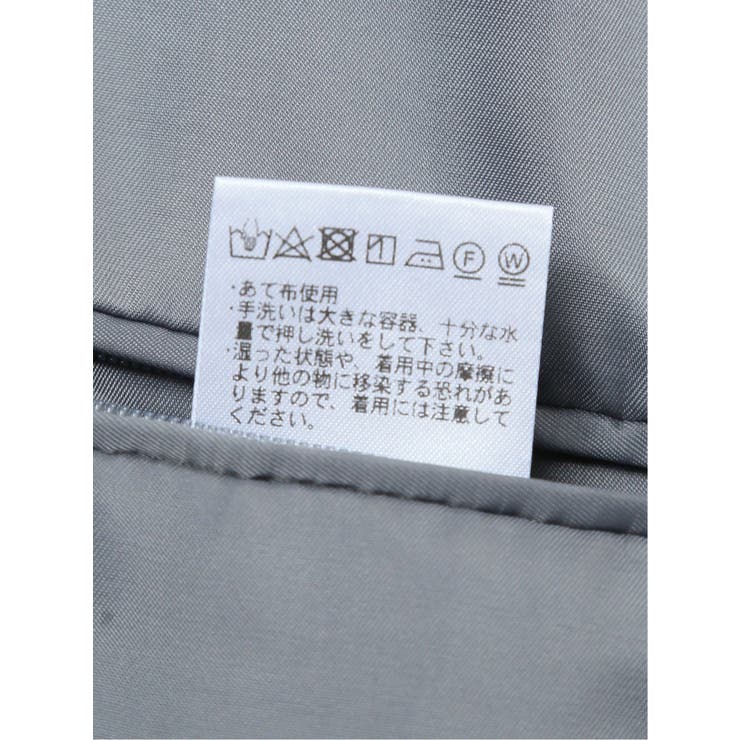 F W
・あて布使用
・手洗いは大きな容器、十分な水
量で押し洗いをして下さい。
・湿った状態や、着用中の摩擦に
より他の物に移染する恐れがあ
りますので、着用には注意して
ください。